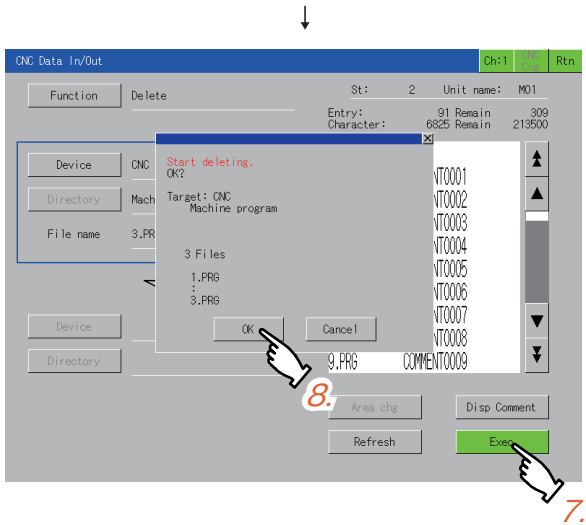 CNC Data In/Out Ch:1 CNC Chg Rtn
Function Delete St: 2 Unit name: M01
Entry: 91 Remain 309
Character: 6825 Remain 213500
Start deleting.
OK?
Target: CNC
Machine program
3 Files
1.PRG
:
3.PRG
OK Cancel
Device CNC
Directory Mach
File name 3.PR
NT0001
NT0002
NT0003
NT0004
NT0005
NT0006
NT0007
NT0008
9.PRG COMMENT0009
Device
Directory
8.
Area chg Disp Comment
Refresh Exec
7.